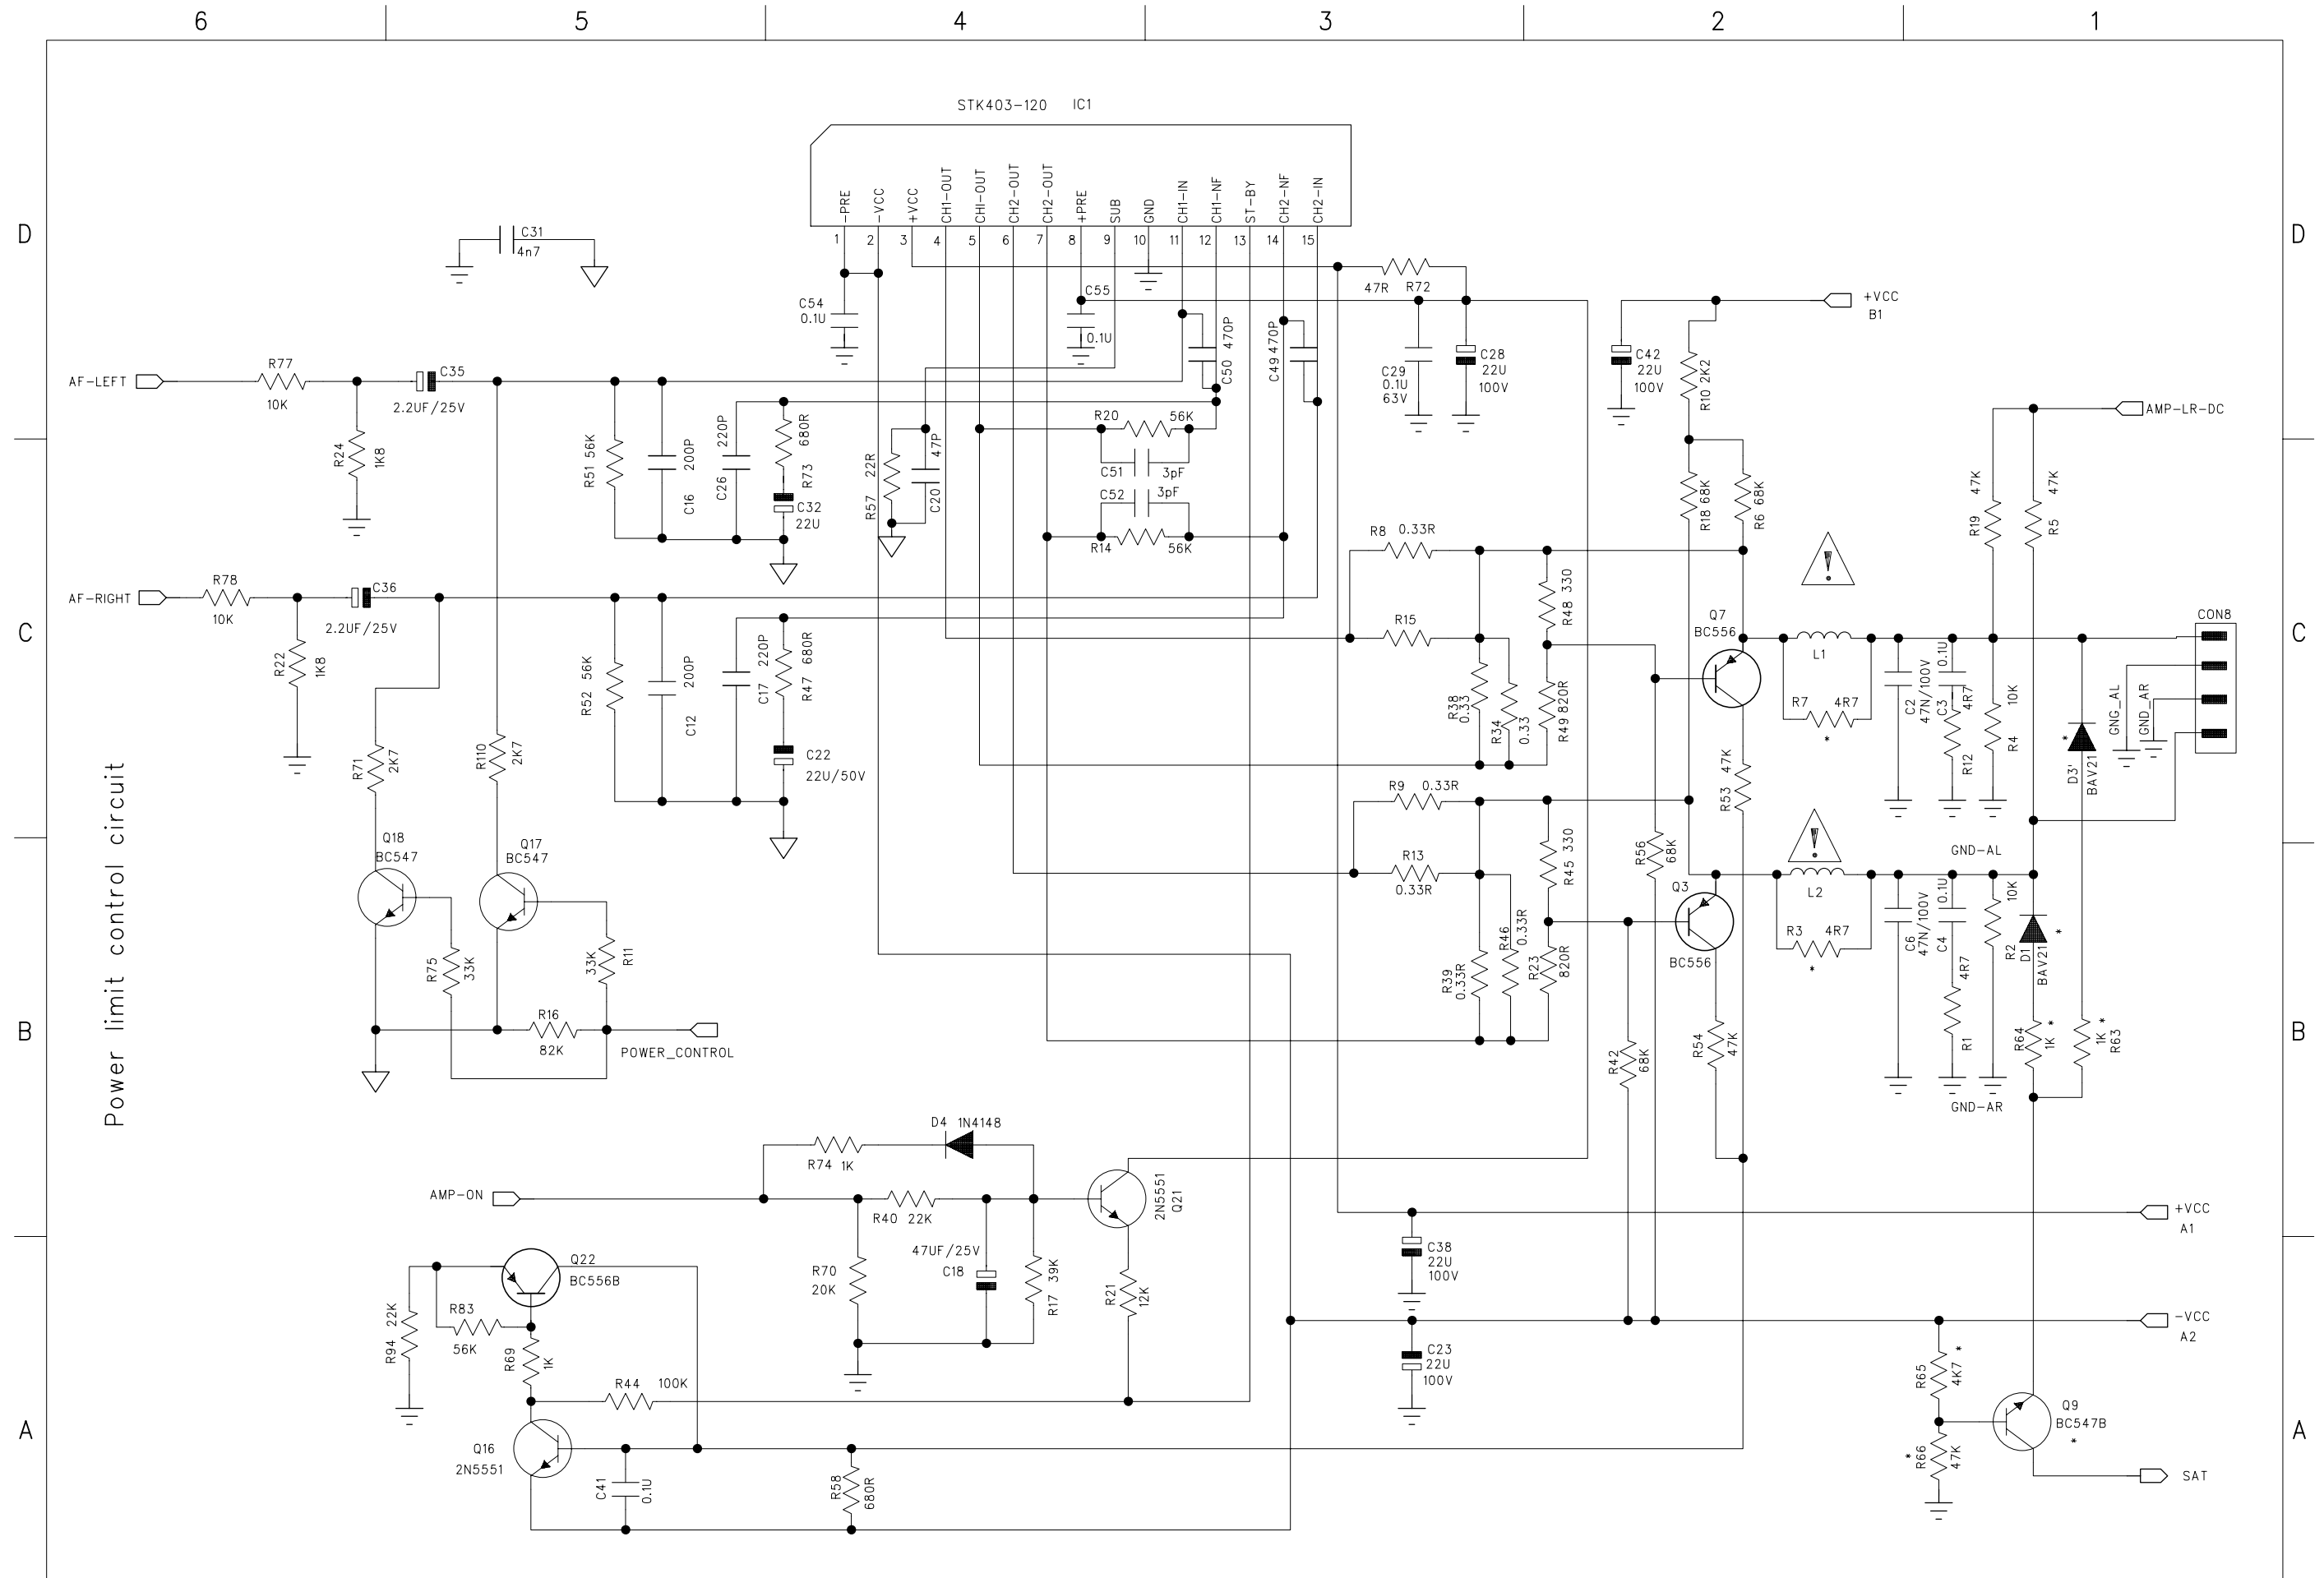 6
5
4
3
2
1
STK403-120 IC1
-PRE
-VCC
+VCC
CH1-OUT
CHI-OUT
CH2-OUT
CH2-OUT
+PRE
SUB
GND
CH1-IN
CH1-NF
ST-BY
CH2-NF
CH2-IN
1
2
3
4
5
6
7
8
9
10
11
12
13
14
15
D
D
C31
4n7
C54
0.1U
C55
0.1U
C50 470P
C49 470P
47R R72
C29
0.1U
63V
C28
22U
100V
C42
22U
100V
+VCC
B1
R10 2K2
AMP-LR-DC
AF-LEFT
R77
10K
C35
2.2UF/25V
R24
1K8
R51 56K
C16 200P
C26 220P
680R
R73
C32
22U
R57 22R
C20 47P
R20 56K
C51 3pF
C52 3pF
R14 56K
R18 68K
R6 68K
R19 47K
47K
R5
C
C
AF-RIGHT
R78
10K
C36
2.2UF/25V
R22
1K8
R52 56K
C12 200P
C17 220P
R47 680R
C22
22U/50V
R8 0.33R
R15
R38
0.33
R34
0.33
R48 330
R49 820R
Q7
BC556
L1
R7 4R7
*
C2
47N/100V
C3 0.1U
4R7
R12
10K
R4
D3'
BAV21
*
GNG_AL
GND_AR
CON8
R71
2K7
R110
2K7
R53 47K
R9 0.33R
R13
0.33R
R45 330
R56
68K
Power limit control circuit
Q18
BC547
Q17
BC547
GND-AL
Q3
BC556
L2
R3 4R7
*
C6
47N/100V
C4 0.1U
4R7
R1
10K
R2
D1
BAV21
*
R75
33K
33K
R11
R39
0.33R
R46
0.33R
R23
820R
R16
82K
POWER_CONTROL
B
B
R42
68K
R54
47K
R64
1K *
1K *
R63
GND-AR
D4 1N4148
R74 1K
AMP-ON
R40 22K
2N5551
Q21
+VCC
A1
47UF/25V
C18
R70
20K
R17 39K
R21
12K
C38
22U
100V
Q22
BC556B
R94 22K
R83
56K
R69
1K
-VCC
A2
C23
22U
100V
R65
4K7 *
R44 100K
A
A
Q9
BC547B
*
Q16
2N5551
C41
0.1U
R58
680R
* R66
47K
SAT